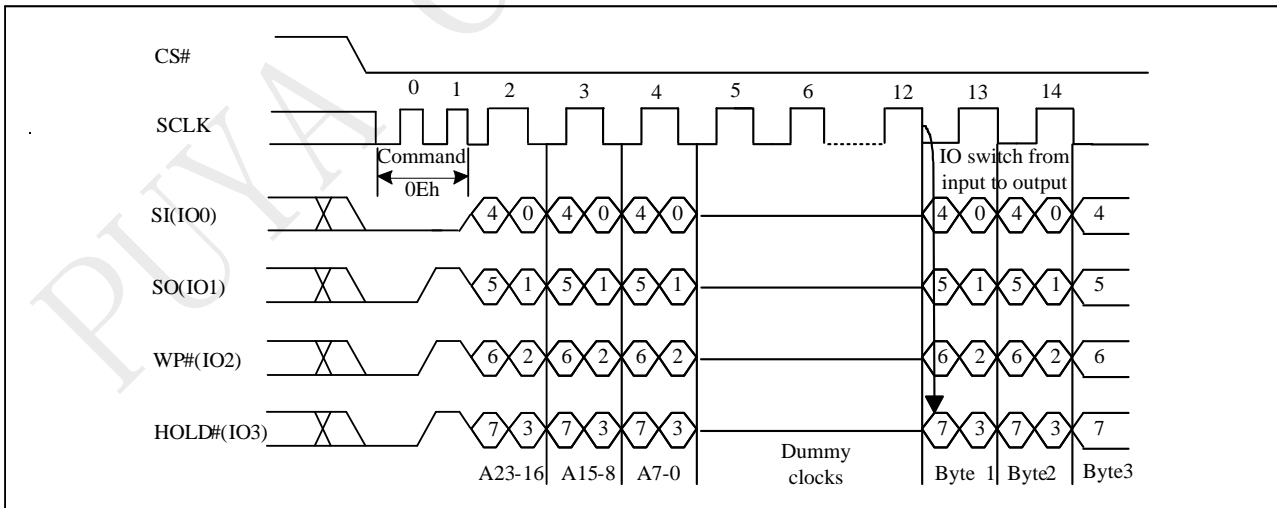 PUYA
CS#
0 1 2 3 4 5 6 12 13 14
SCLK
Command
0Eh
IO switch from
input to output
SI(IO0)
4 0 4 0 4 0 4 0 4 0 4
SO(IO1)
5 1 5 1 5 1 5 1 5 1 5
WP#(IO2)
6 2 6 2 6 2 6 2 6 2 6
HOLD#(IO3)
7 3 7 3 7 3 7 3 7 3 7
A23-16 A15-8 A7-0
Dummy
clocks
Byte 1 Byte2 Byte3